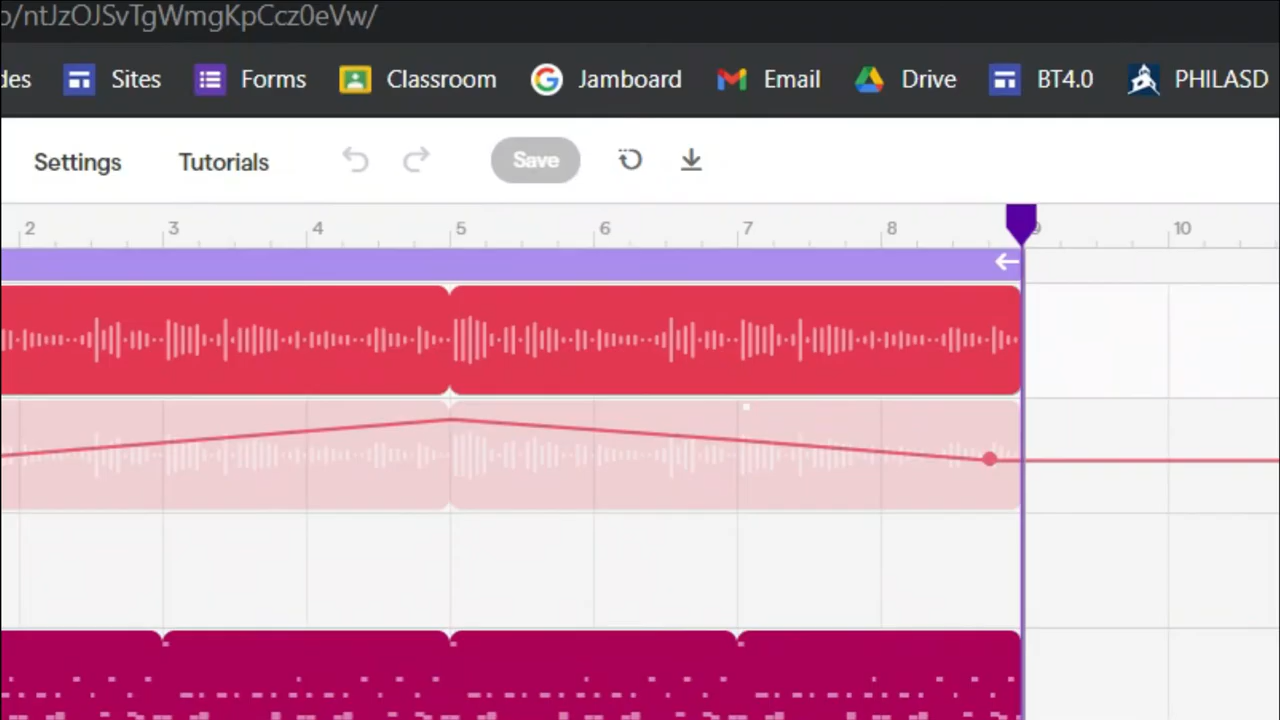 o/ntJzOJSvTgWmgKpCcz0eVw/
des Sites Forms Classroom Jamboard Email Drive BT4.0 PHILASD
Settings Tutorials Save
2 3 4 5 6 7 8 9 10